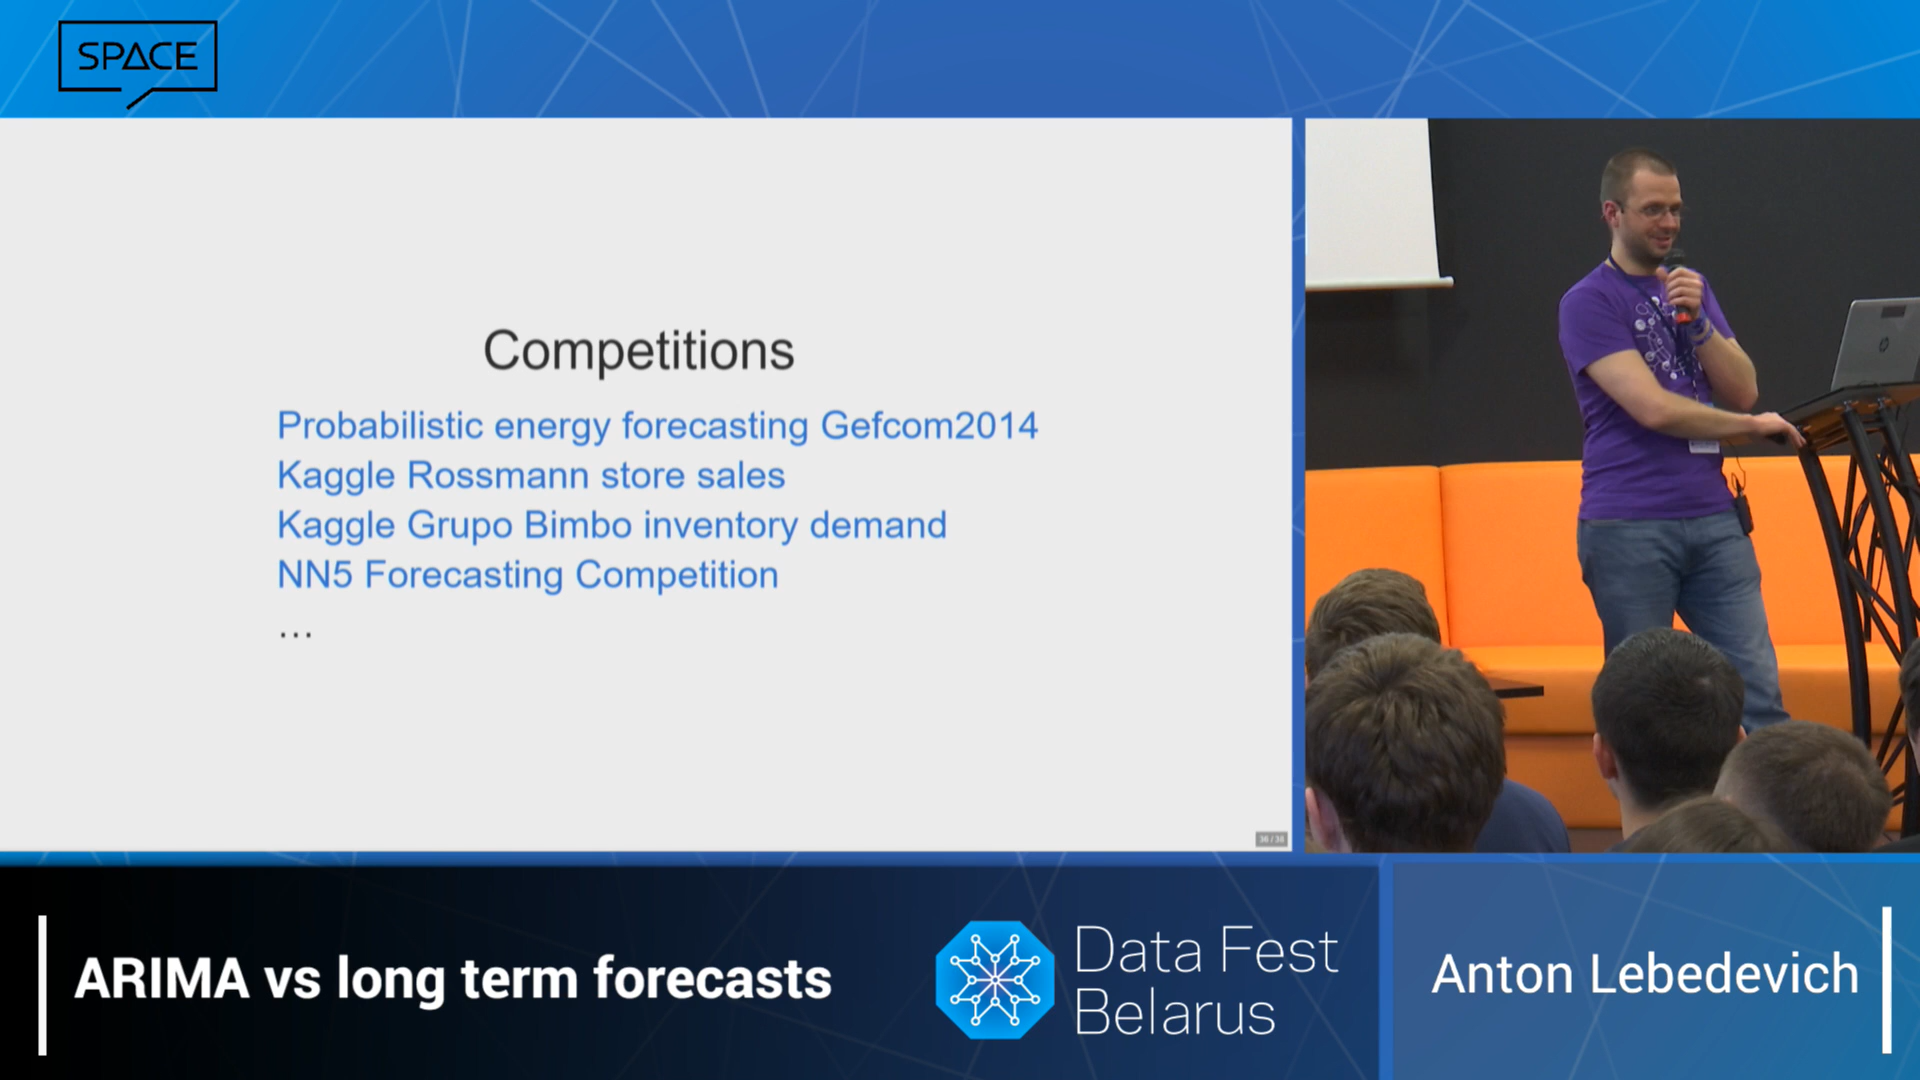 SPACE
Competitions
Probabilistic energy forecasting Gefcom2014
Kaggle Rossmann store sales
Kaggle Grupo Bimbo inventory demand
NN5 Forecasting Competition
...
ARIMA vs long term forecasts
Data Fest
Belarus
Anton Lebedevich